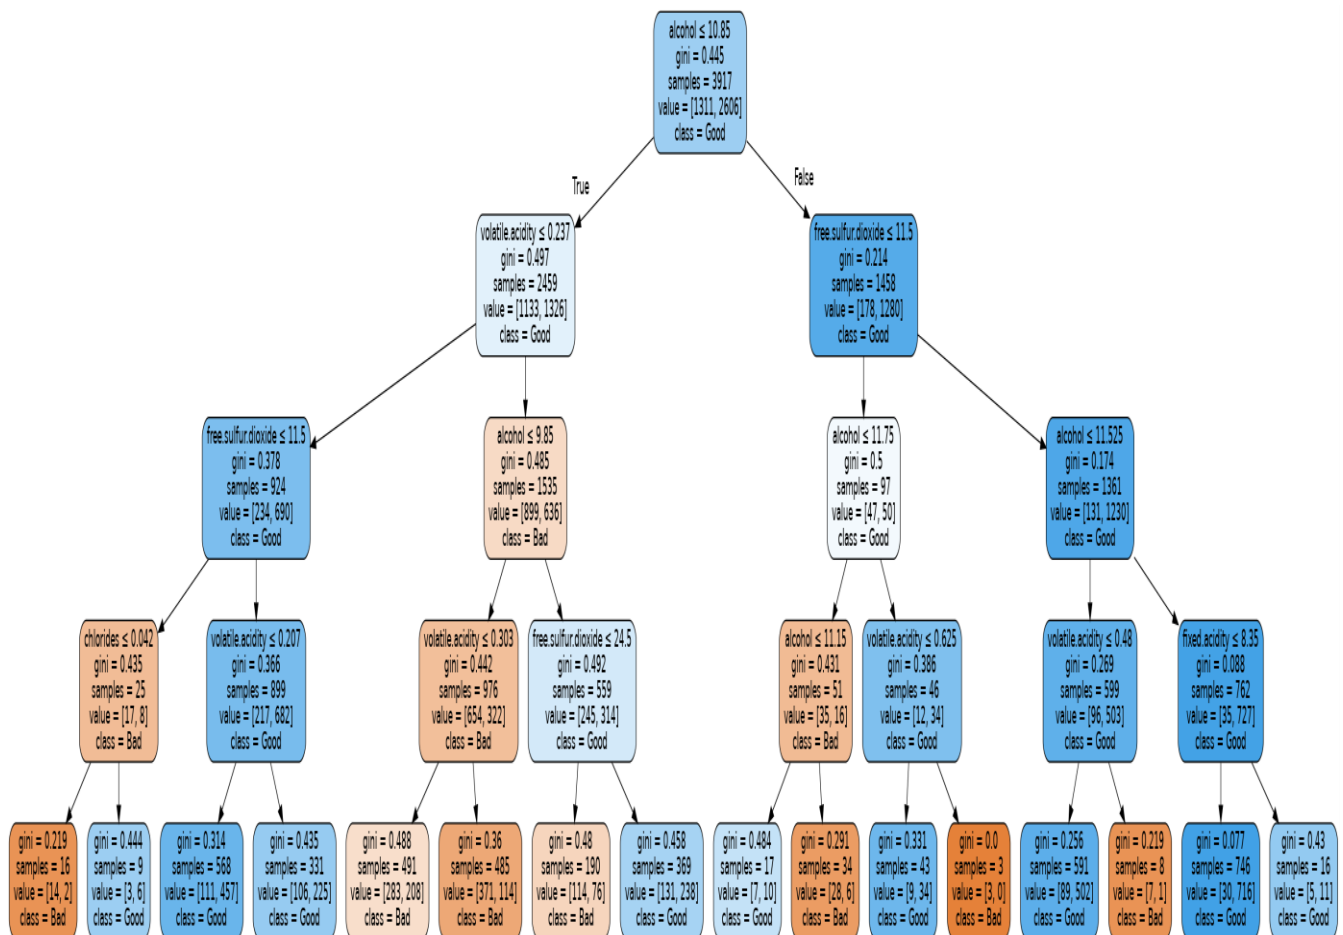 alcohol ≤ 10.85
gini = 0.445
samples = 3917
value = [1311, 2606]
class = Good
True
False
volatile.acidity ≤ 0.237
gini = 0.497
samples = 2459
value = [1133, 1326]
class = Good
free.sulfur.dioxide ≤ 11.5
gini = 0.214
samples = 1458
value = [178, 1280]
class = Good
free.sulfur.dioxide ≤ 11.5
gini = 0.378
samples = 924
value = [234, 690]
class = Good
alcohol ≤ 9.85
gini = 0.485
samples = 1535
value = [899, 636]
class = Bad
alcohol ≤ 11.75
gini = 0.5
samples = 97
value = [47, 50]
class = Good
alcohol ≤ 11.525
gini = 0.174
samples = 1361
value = [131, 1230]
class = Good
chlorides ≤ 0.042
gini = 0.435
samples = 25
value = [17, 8]
class = Bad
volatile.acidity ≤ 0.207
gini = 0.366
samples = 899
value = [217, 682]
class = Good
volatile.acidity ≤ 0.303
gini = 0.442
samples = 976
value = [654, 322]
class = Bad
free.sulfur.dioxide ≤ 24.5
gini = 0.492
samples = 559
value = [245, 314]
class = Good
alcohol ≤ 11.15
gini = 0.431
samples = 51
value = [35, 16]
class = Bad
volatile.acidity ≤ 0.625
gini = 0.386
samples = 46
value = [12, 34]
class = Good
volatile.acidity ≤ 0.48
gini = 0.269
samples = 599
value = [96, 503]
class = Good
fixed.acidity ≤ 8.35
gini = 0.088
samples = 762
value = [35, 727]
class = Good
gini = 0.219
samples = 16
value = [14, 2]
class = Bad
gini = 0.444
samples = 9
value = [3, 6]
class = Good
gini = 0.314
samples = 568
value = [111, 457]
class = Good
gini = 0.435
samples = 331
value = [106, 225]
class = Good
gini = 0.488
samples = 491
value = [283, 208]
class = Bad
gini = 0.36
samples = 485
value = [371, 114]
class = Bad
gini = 0.48
samples = 190
value = [114, 76]
class = Bad
gini = 0.458
samples = 369
value = [131, 238]
class = Good
gini = 0.484
samples = 17
value = [7, 10]
class = Good
gini = 0.291
samples = 34
value = [28, 6]
class = Bad
gini = 0.331
samples = 43
value = [9, 34]
class = Good
gini = 0.0
samples = 3
value = [3, 0]
class = Bad
gini = 0.256
samples = 591
value = [89, 502]
class = Good
gini = 0.219
samples = 8
value = [7, 1]
class = Bad
gini = 0.077
samples = 746
value = [30, 716]
class = Good
gini = 0.43
samples = 16
value = [5, 11]
class = Good